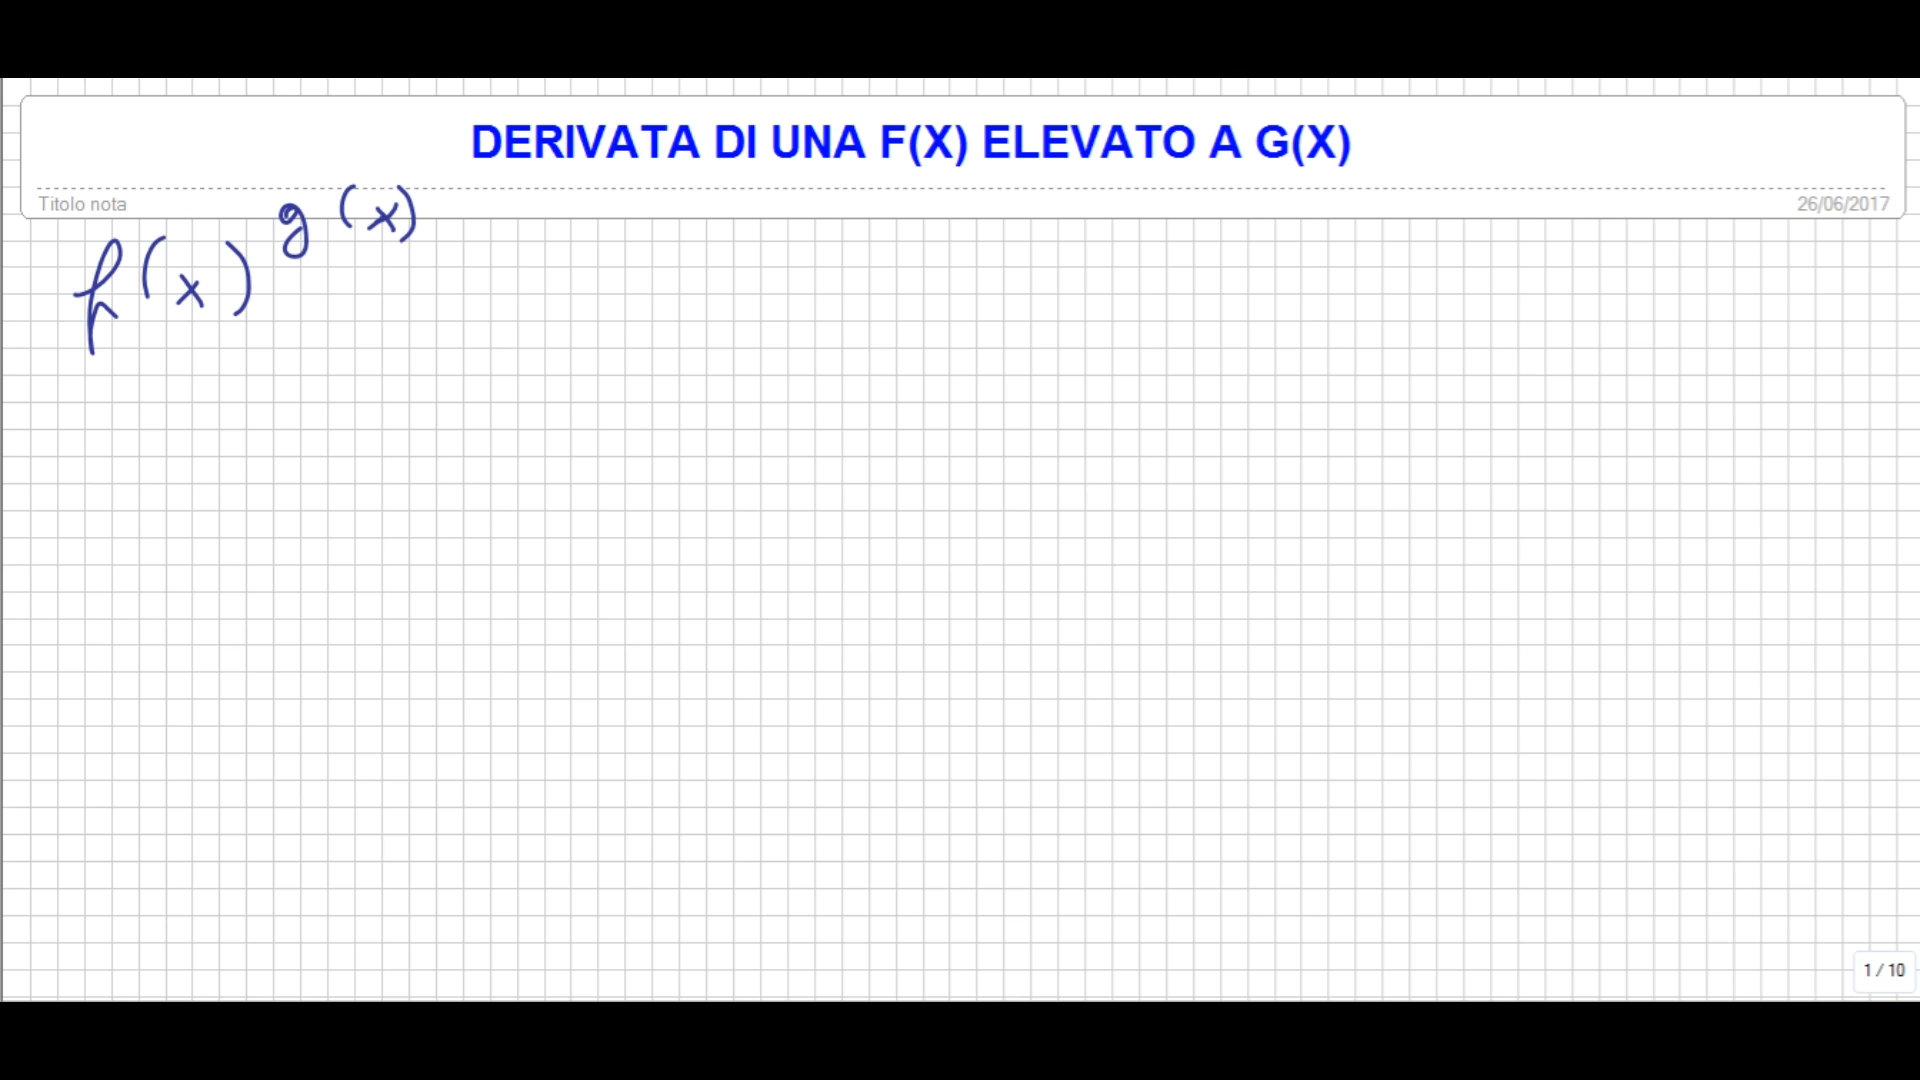 DERIVATA DI UNA F(X) ELEVATO A G(X)
Titolo nota 26/06/2017
f(x)^g(x)
1 / 10